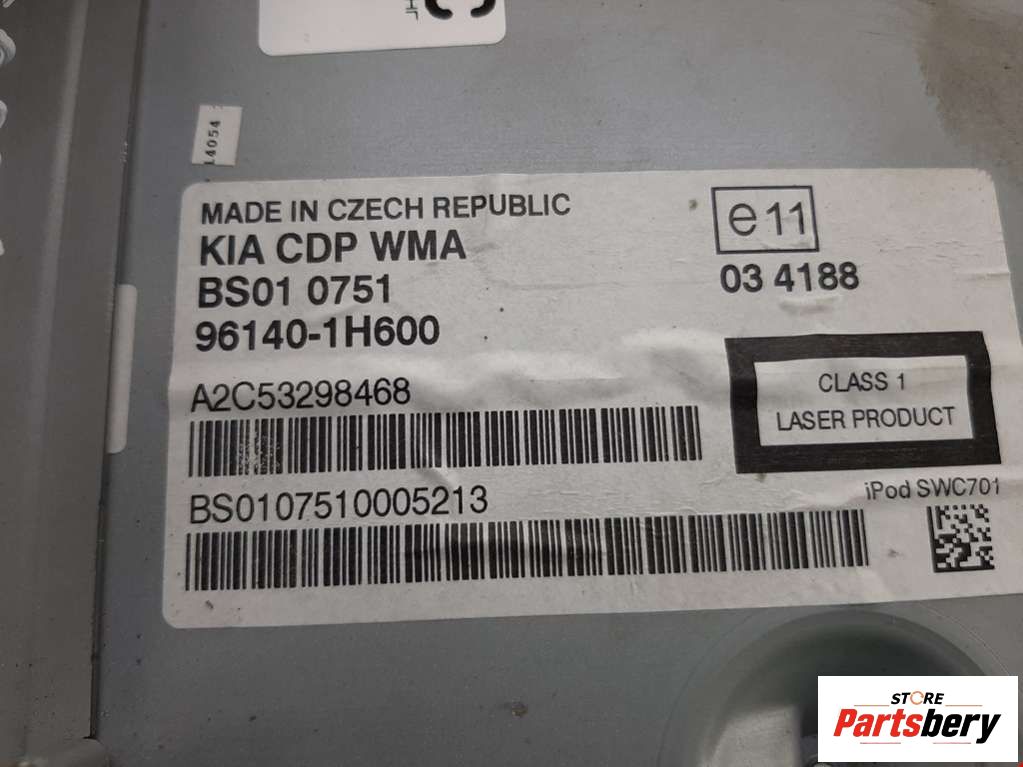 14054
MADE IN CZECH REPUBLIC
KIA CDP WMA
BS01 0751
96140-1H600
A2C53298468
BS0107510005213
e11
03 4188
CLASS 1
LASER PRODUCT
iPod SWC701
STORE
Partsbery